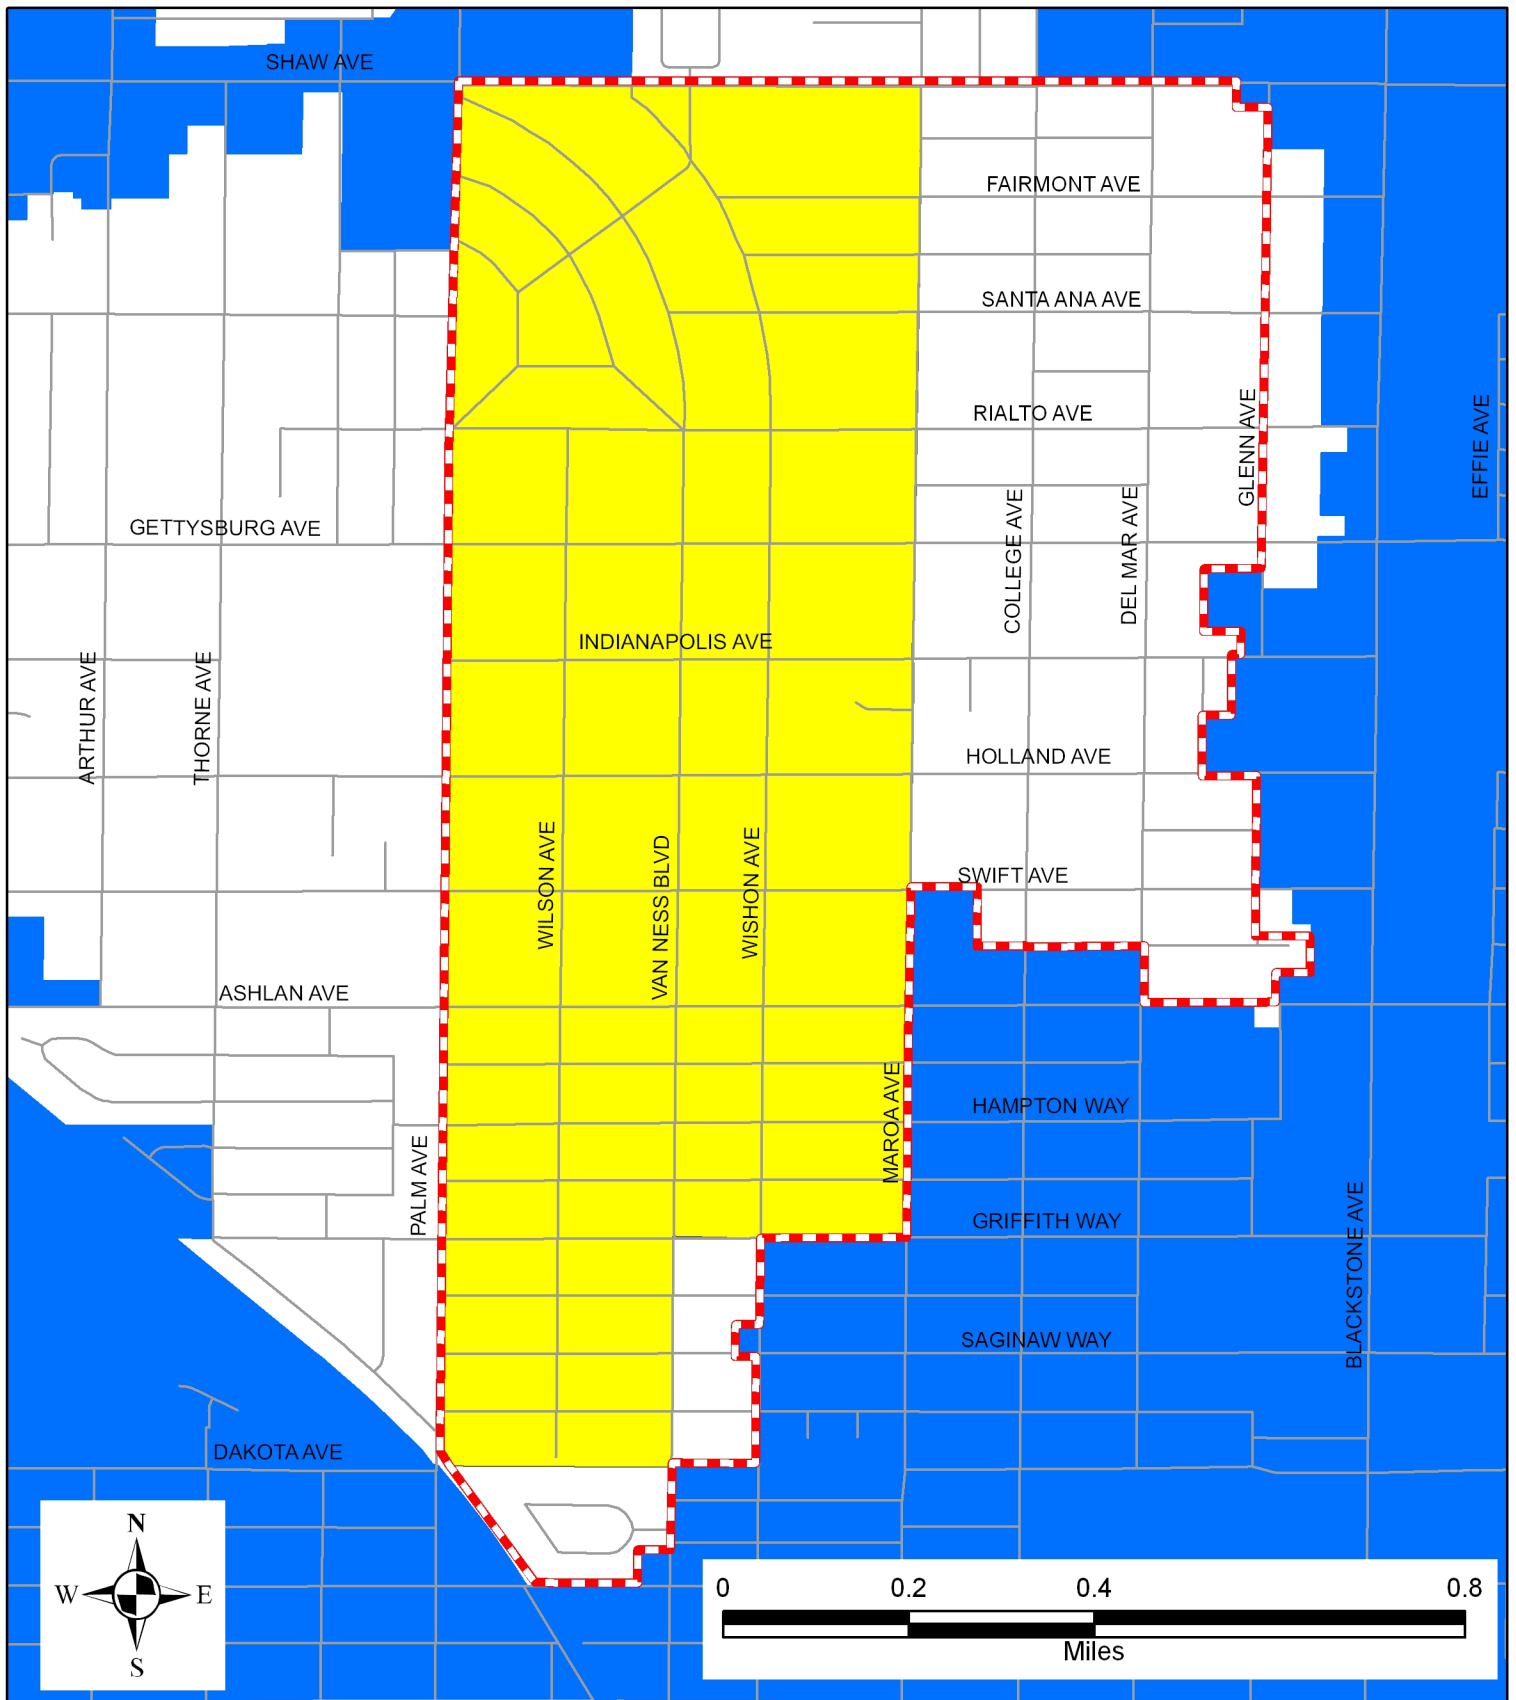 SHAW AVE
FAIRMONT AVE
SANTA ANA AVE
RIALTO AVE
GLENN AVE
EFFIE AVE
GETTYSBURG AVE
COLLEGE AVE
DEL MAR AVE
INDIANAPOLIS AVE
ARTHUR AVE
THORNE AVE
HOLLAND AVE
WILSON AVE
VAN NESS BLVD
WISHON AVE
SWIFT AVE
ASHLAN AVE
MAROA AVE
HAMPTON WAY
PALM AVE
GRIFFITH WAY
BLACKSTONE AVE
SAGINAW WAY
DAKOTA AVE
N
W E
S
0 0.2 0.4 0.8
Miles